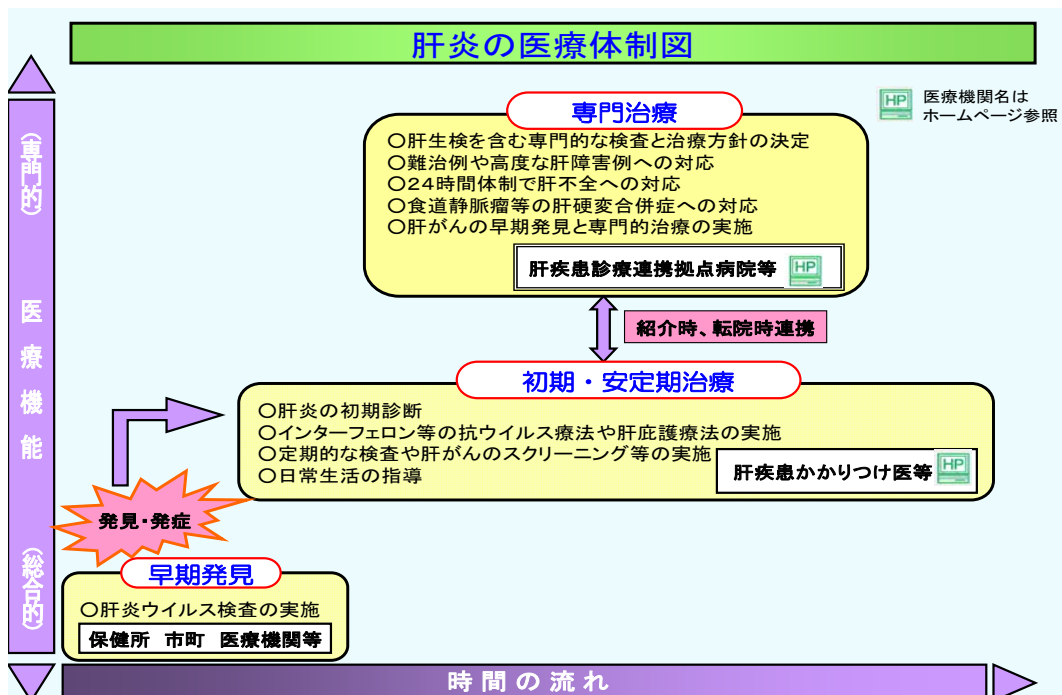 肝炎の医療体制図
HP
医療機関名は
ホームページ参照
(専門的)
医療機能
(総合的)
専門治療
○肝生検を含む専門的な検査と治療方針の決定
○難治例や高度な肝障害例への対応
○24時間体制で肝不全への対応
○食道静脈瘤等の肝硬変合併症への対応
○肝がんの早期発見と専門的治療の実施
肝疾患診療連携拠点病院等 HP
紹介時、転院時連携
初期・安定期治療
○肝炎の初期診断
○インターフェロン等の抗ウイルス療法や肝庇護療法の実施
○定期的な検査や肝がんのスクリーニング等の実施
○日常生活の指導
肝疾患かかりつけ医等 HP
発見・発症
早期発見
○肝炎ウイルス検査の実施
保健所 市町 医療機関等
時間の流れ